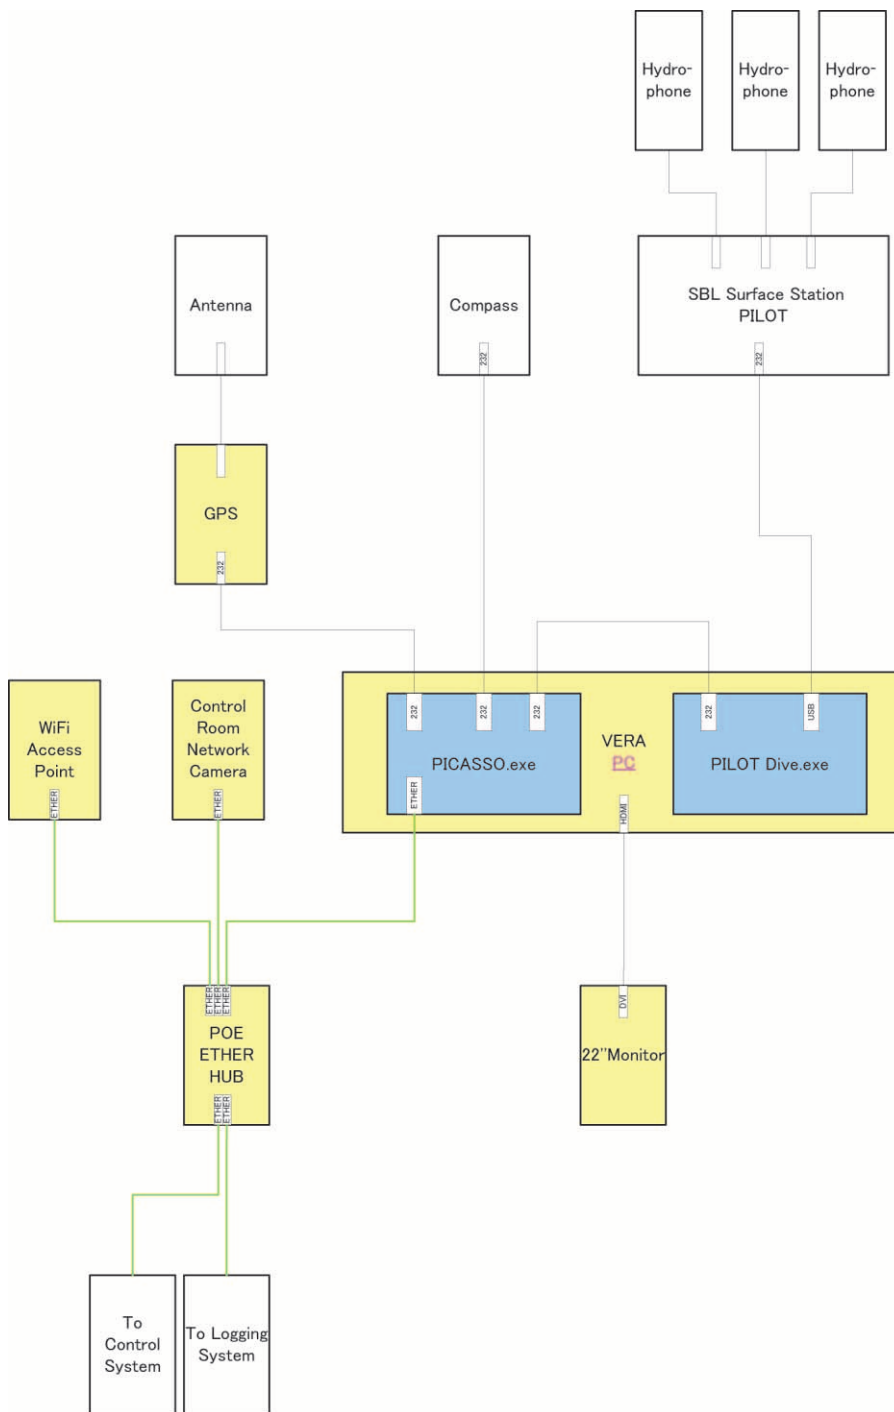 Hydro-
phone
Hydro-
phone
Hydro-
phone
Antenna
Compass
232
SBL Surface Station
PILOT
232
GPS
232
WiFi
Access
Point
ETHER
Control
Room
Network
Camera
ETHER
232
232
232
PICASSO.exe
ETHER
VERA
PC
HDMI
232
USB
PILOT Dive.exe
ETHER
ETHER
ETHER
POE
ETHER
HUB
ETHER
ETHER
DVI
22"Monitor
To
Control
System
To Logging
System